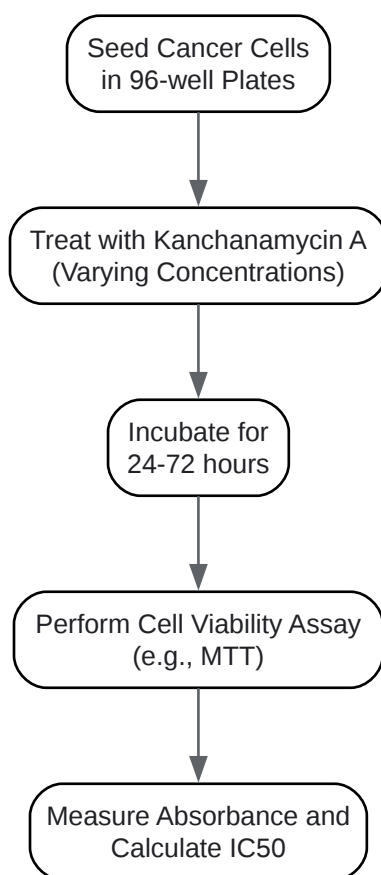 Seed Cancer Cells
in 96-well Plates
Treat with Kanchanamycin A
(Varying Concentrations)
Incubate for
24-72 hours
Perform Cell Viability Assay
(e.g., MTT)
Measure Absorbance and
Calculate IC50